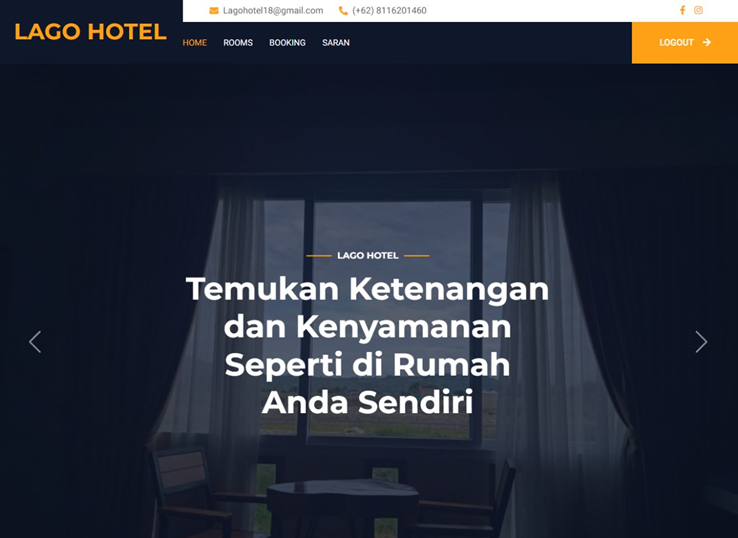 Lagohotel18@gmail.com (+62) 8116201460
LAGO HOTEL
HOME ROOMS BOOKING SARAN LOGOUT
LAGO HOTEL
Temukan Ketenangan
dan Kenyamanan
Seperti di Rumah
Anda Sendiri